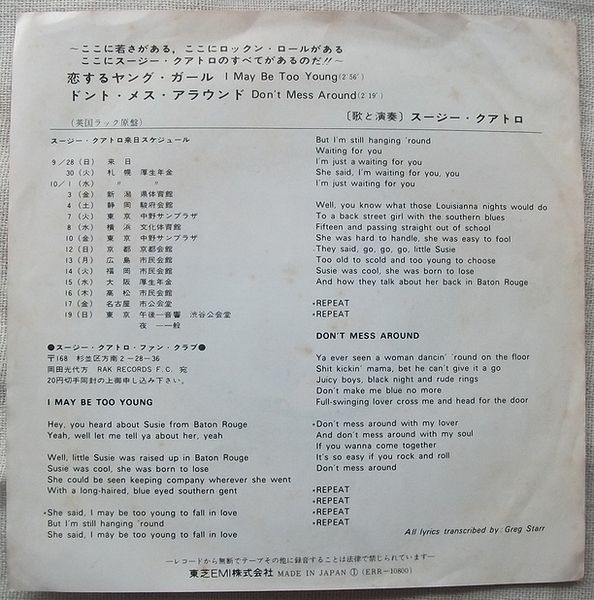 ～ここに若さがある，ここにロックン・ロールがある
ここにスージー・クアトロのすべてがあるのだ!!～
恋するヤング・ガール I May Be Too Young(2'56")
ドント・メス・アラウンド Don't Mess Around(2'19")
(英国ラック原盤)
〔歌と演奏〕スージー・クアトロ
スージー・クアトロ来日スケジュール
9／28(日) 来 日
30(火) 札 幌 厚生年金
10／1(水) 〃 〃
3(金) 新 潟 県体育館
4(土) 静 岡 駿府会館
7(火) 東 京 中野サンプラザ
8(水) 横 浜 文化体育館
10(金) 東 京 中野サンプラザ
12(日) 京 都 京都会館
13(月) 広 島 市民会館
14(火) 福 岡 市民会館
15(水) 大 阪 厚生年金
16(木) 高 松 市民会館
17(金) 名古屋 市公会堂
19(日) 東 京 午後一音響 渋谷公会堂
夜 一一般
●スージー・クアトロ・ファン・クラブ●
〒168 杉並区方南2－28－36
岡田光代方 RAK RECORDS F.C. 宛
20円切手同封の上御申し込み下さい。
I MAY BE TOO YOUNG
Hey, you heard about Susie from Baton Rouge
Yeah, well let me tell ya about her, yeah
Well, little Susie was raised up in Baton Rouge
Susie was cool, she was born to lose
She could be seen keeping company wherever she went
With a long-haired, blue eyed southern gent
*She said, I may be too young to fall in love
But I'm still hanging 'round
She said, I may be too young to fall in love
But I'm still hanging 'round
Waiting for you
I'm just a waiting for you
She said, I'm waiting for you, you
I'm just waiting for you
Well, you know what those Louisianna nights would do
To a back street girl with the southern blues
Fifteen and passing straight out of school
She was hard to handle, she was easy to fool
They said, go, go, go, little Susie
Too old to scold and too young to choose
Susie was cool, she was born to lose
And how they talk about her back in Baton Rouge
*REPEAT
*REPEAT
DON'T MESS AROUND
Ya ever seen a woman dancin' 'round on the floor
Shit kickin' mama, bet he can't give it a go
Juicy boys, black night and rude rings
Don't make me blue no more
Full-swinging lover cross me and head for the door
*Don't mess around with my lover
And don't mess around with my soul
If you wanna come together
It's so easy if you rock and roll
Don't mess around
*REPEAT
*REPEAT
*REPEAT
*REPEAT
All lyrics transcribed by: Greg Starr
―レコードから無断でテープその他に録音することは法律で禁じられています―
東芝EMI株式会社 MADE IN JAPAN ① (ERR－10800)